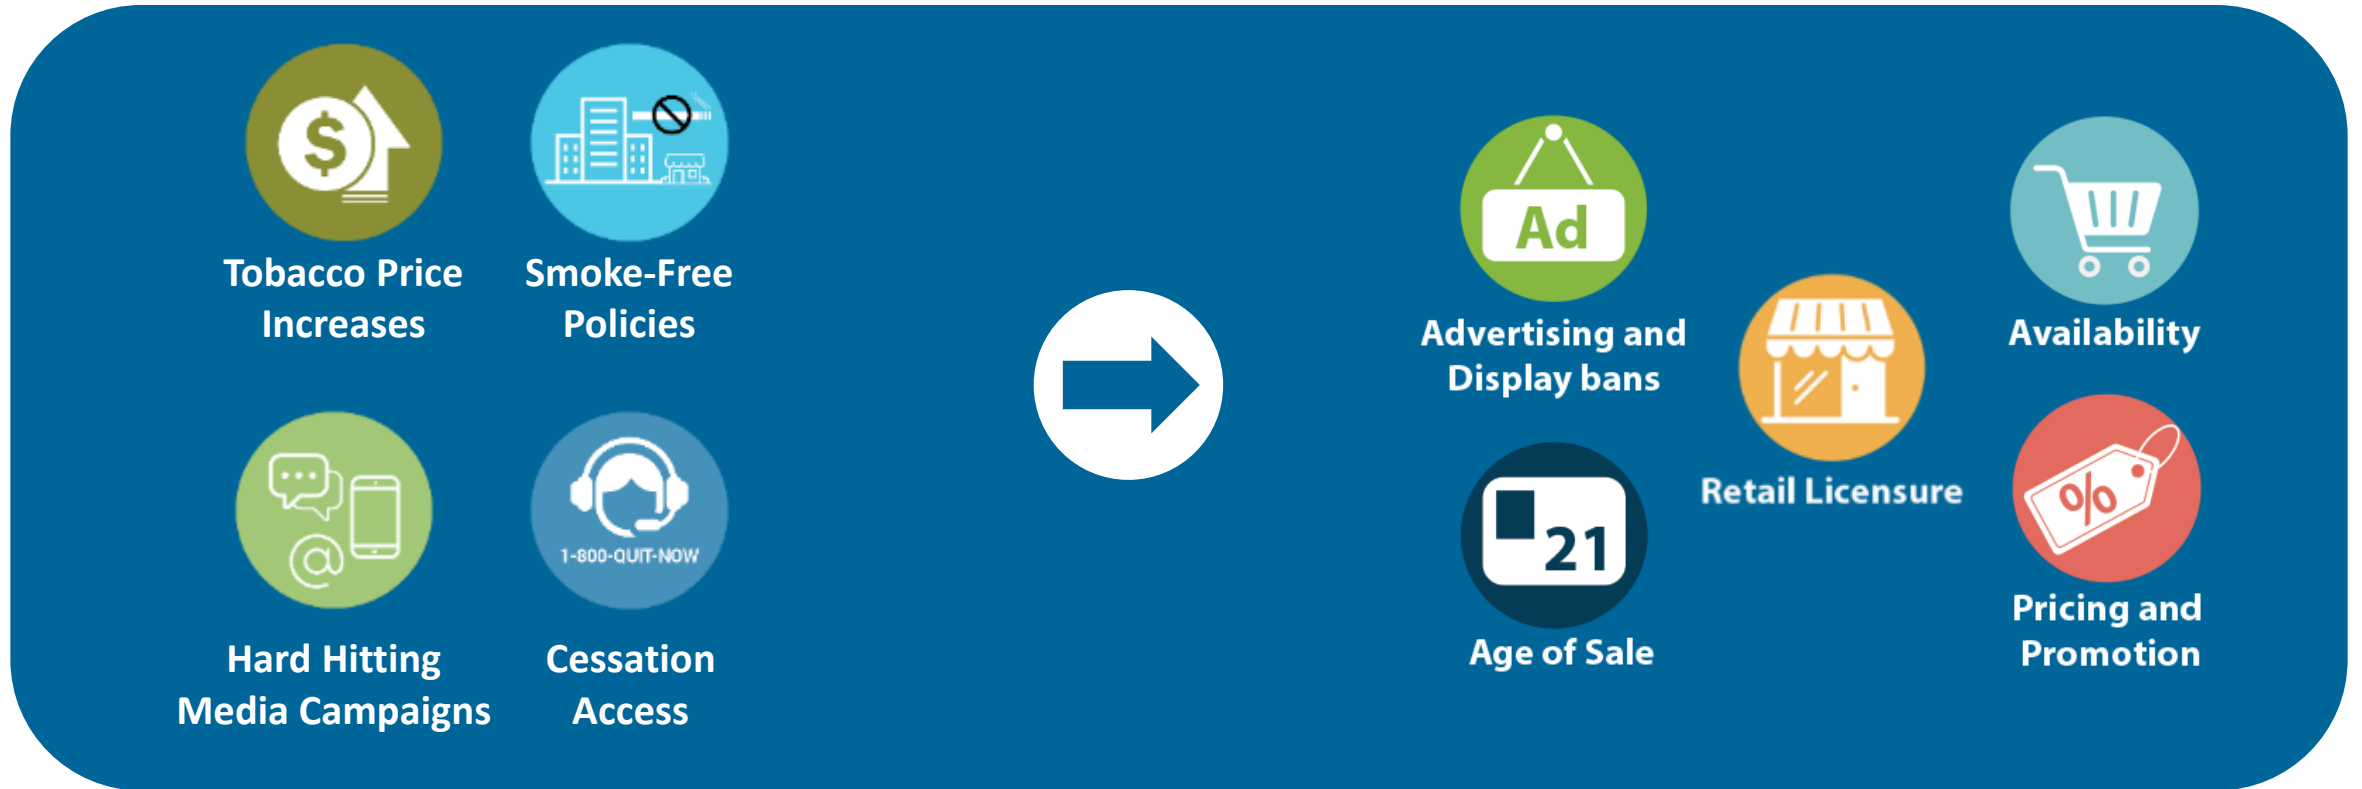 $
Tobacco Price
Increases
Smoke-Free
Policies
Hard Hitting
Media Campaigns
@
1-800-QUIT-NOW
Cessation
Access
Ad
Advertising and
Display bans
21
Age of Sale
Retail Licensure
Availability
%
Pricing and
Promotion